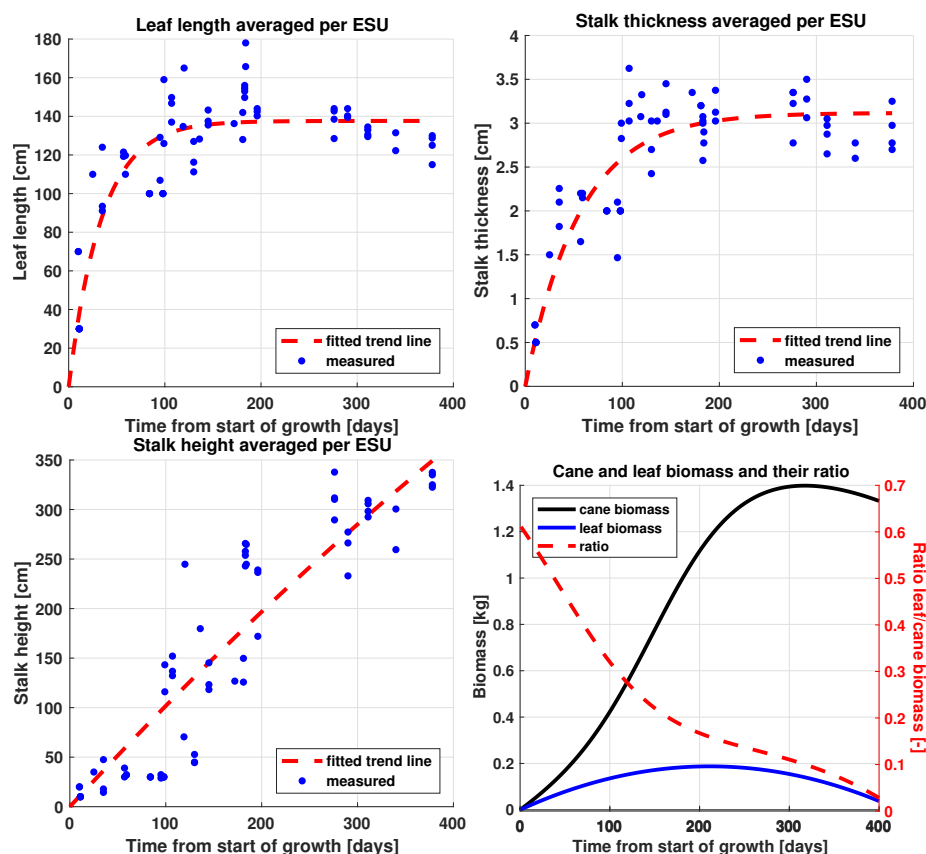 Leaf length averaged per ESU
180
160
140
120
100
80
60
40
20
0
Leaf length [cm]
fitted trend line
measured
0 100 200 300 400
Time from start of growth [days]
Stalk thickness averaged per ESU
4
3.5
3
2.5
2
1.5
1
0.5
0
Stalk thickness [cm]
fitted trend line
measured
0 100 200 300 400
Time from start of growth [days]
Stalk height averaged per ESU
350
300
250
200
150
100
50
0
Stalk height [cm]
fitted trend line
measured
0 100 200 300 400
Time from start of growth [days]
Cane and leaf biomass and their ratio
1.4
1.2
1
0.8
0.6
0.4
0.2
0
Biomass [kg]
cane biomass
leaf biomass
ratio
0.7
0.6
0.5
0.4
0.3
0.2
0.1
0
Ratio leaf/cane biomass [-]
0 100 200 300 400
Time from start of growth [days]